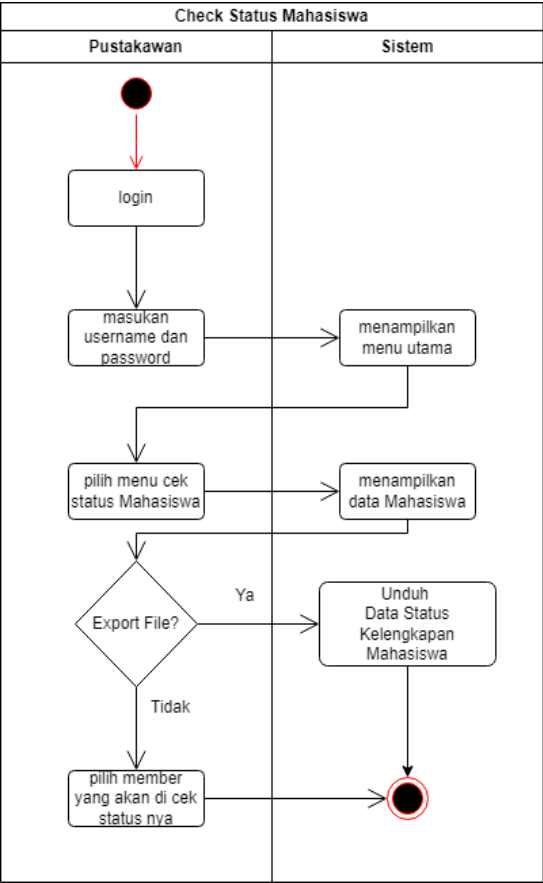 Check Status Mahasiswa
Pustakawan
Sistem
login
masukan
username dan
password
menampilkan
menu utama
pilih menu cek
status Mahasiswa
menampilkan
data Mahasiswa
Export File?
Ya
Unduh
Data Status
Kelengkapan
Mahasiswa
Tidak
pilih member
yang akan di cek
status nya